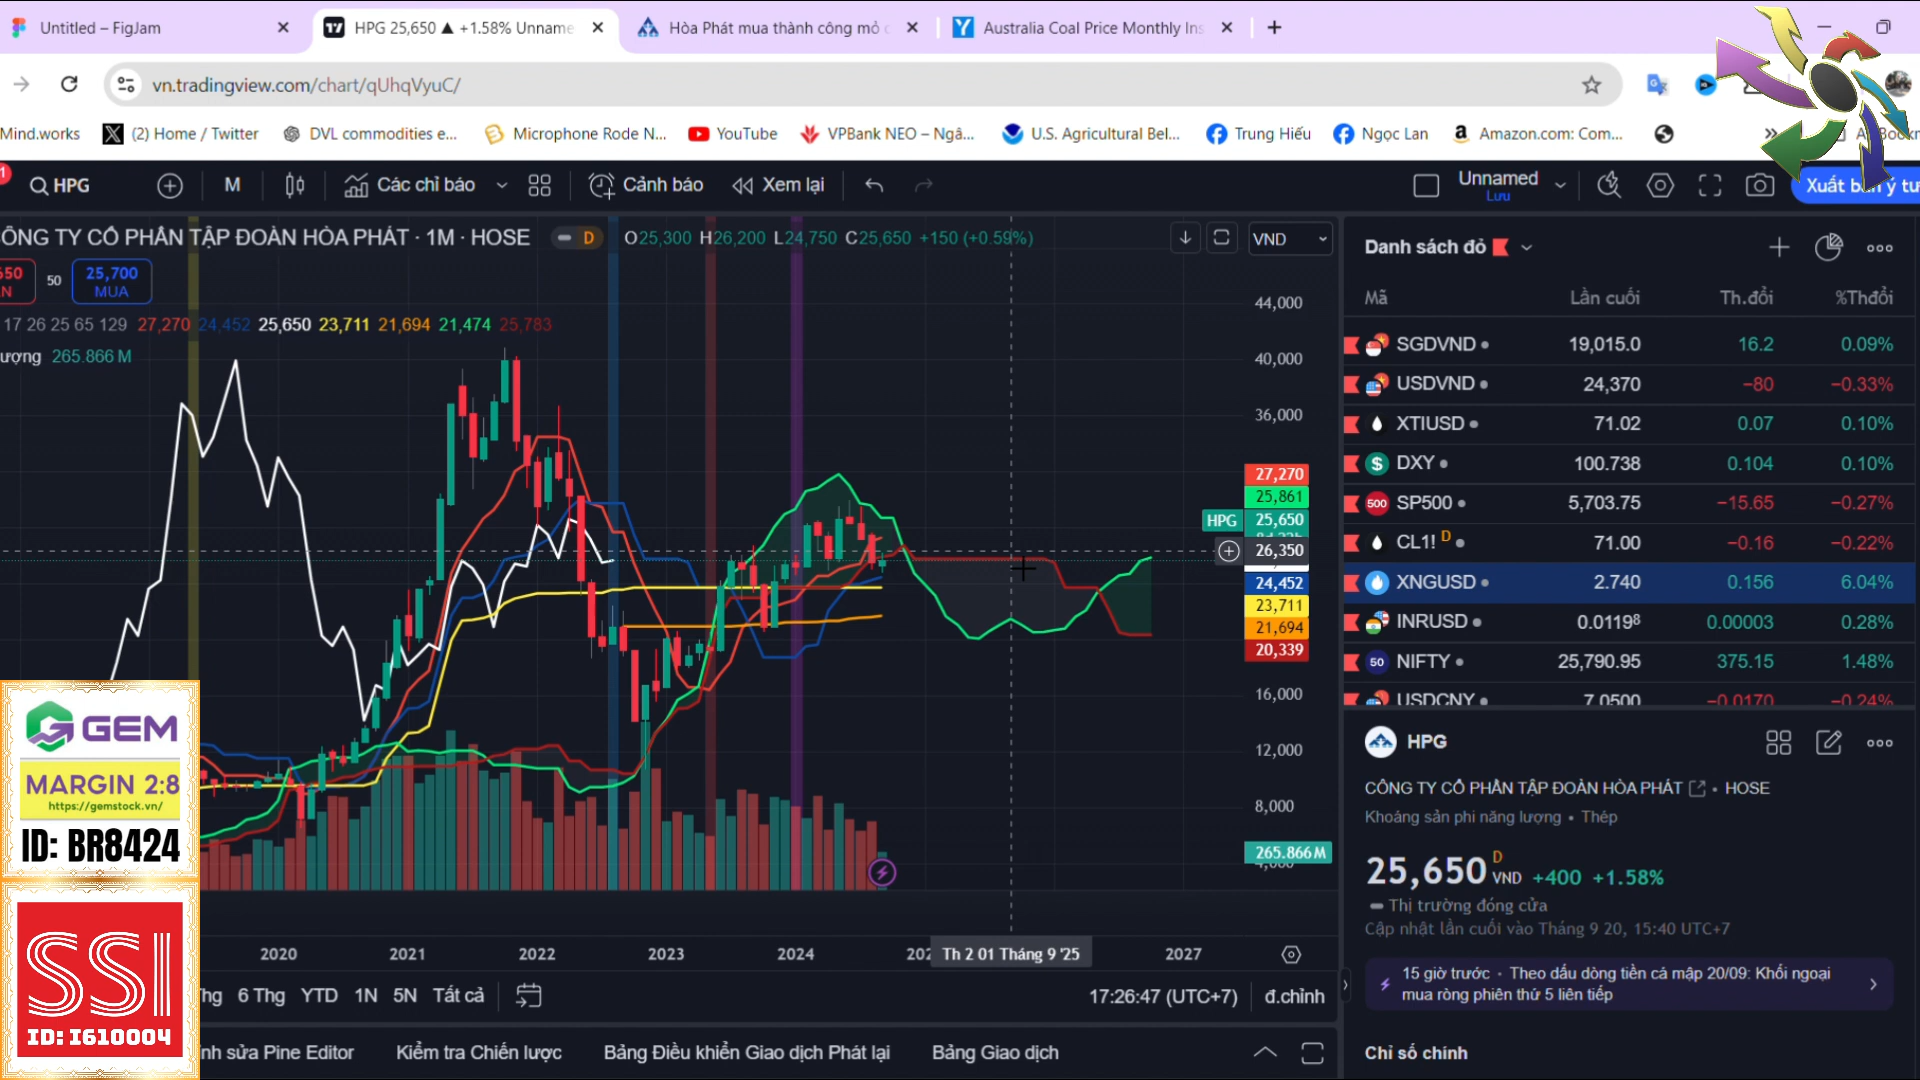 Untitled – FigJam
HPG 25,650 ▲ +1.58% Unname
Hòa Phát mua thành công mỏ c
Australia Coal Price Monthly Ins
vn.tradingview.com/chart/qUhqVyuC/
Mind.works
(2) Home / Twitter
DVL commodities e...
Microphone Rode N...
YouTube
VPBank NEO – Ngâ...
U.S. Agricultural Bel...
Trung Hiếu
Ngọc Lan
Amazon.com: Com...
HPG
M
Các chỉ báo
Cảnh báo
Xem lại
Unnamed
Lưu
ÔNG TY CỔ PHẦN TẬP ĐOÀN HÒA PHÁT · 1M · HOSE
D
O25,300 H26,200 L24,750 C25,650 +150 (+0.59%)
VND
650
N
50
25,700
MUA
17 26 25 65 129 27,270 24,452 25,650 23,711 21,694 21,474 25,783
ượng 265.866 M
44,000
40,000
36,000
27,270
25,861
HPG 25,650
26,350
24,452
23,711
21,694
20,339
16,000
12,000
8,000
265.866 M
2020
2021
2022
2023
2024
Th 2 01 Tháng 9 '25
2027
6 Thg
YTD
1N
5N
Tất cả
17:26:47 (UTC+7)
đ.chỉnh
nh sửa Pine Editor
Kiểm tra Chiến lược
Bảng Điều khiển Giao dịch Phát lại
Bảng Giao dịch
Danh sách đỏ
Mã Lần cuối Th.đổi %Thđổi
SGDVND 19,015.0 16.2 0.09%
USDVND 24,370 −80 −0.33%
XTIUSD 71.02 0.07 0.10%
DXY 100.738 0.104 0.10%
SP500 5,703.75 −15.65 −0.27%
CL1! D 71.00 −0.16 −0.22%
XNGUSD 2.740 0.156 6.04%
INRUSD 0.01198 0.00003 0.28%
NIFTY 25,790.95 375.15 1.48%
USDCNY 7.0500 −0.0170 −0.24%
HPG
CÔNG TY CỔ PHẦN TẬP ĐOÀN HÒA PHÁT • HOSE
Khoáng sản phi năng lượng • Thép
25,650 D VND +400 +1.58%
Thị trường đóng cửa
Cập nhật lần cuối vào Tháng 9 20, 15:40 UTC+7
15 giờ trước · Theo dấu dòng tiền cá mập 20/09: Khối ngoại
mua ròng phiên thứ 5 liên tiếp
Chỉ số chính
GEM
MARGIN 2:8
https://gemstock.vn/
ID: BR8424
SSI
ID: I610004